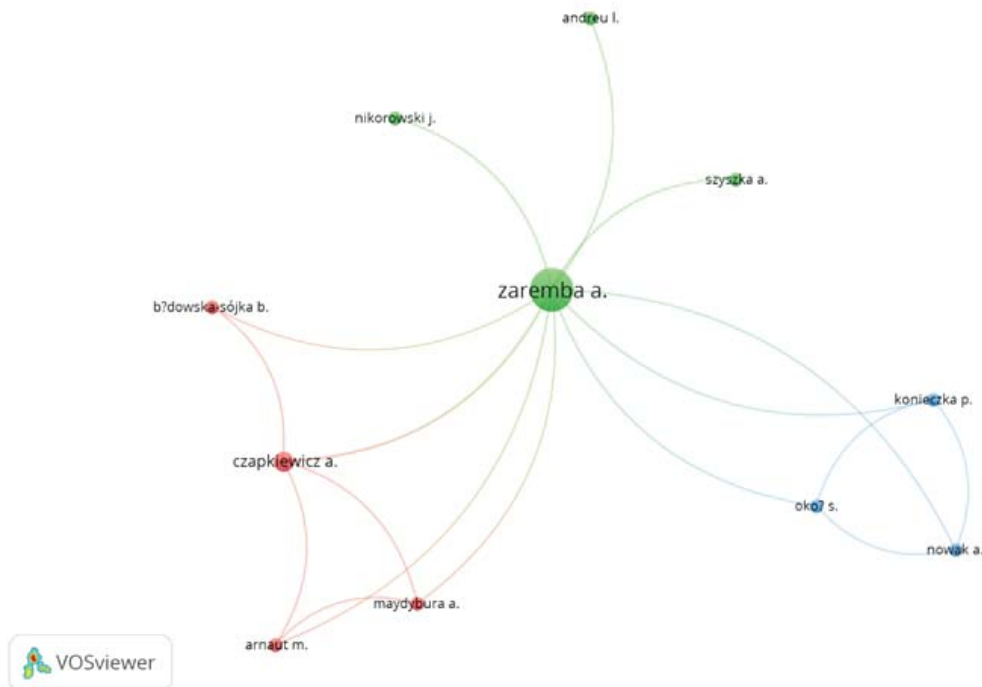 andreu l.
nikorowski j.
szyszka a.
zaremba a.
b?dowska-sójka b.
konieczka p.
czapkiewicz a.
oko? s.
nowak a.
maydybura a.
arnaut m.
VOSviewer